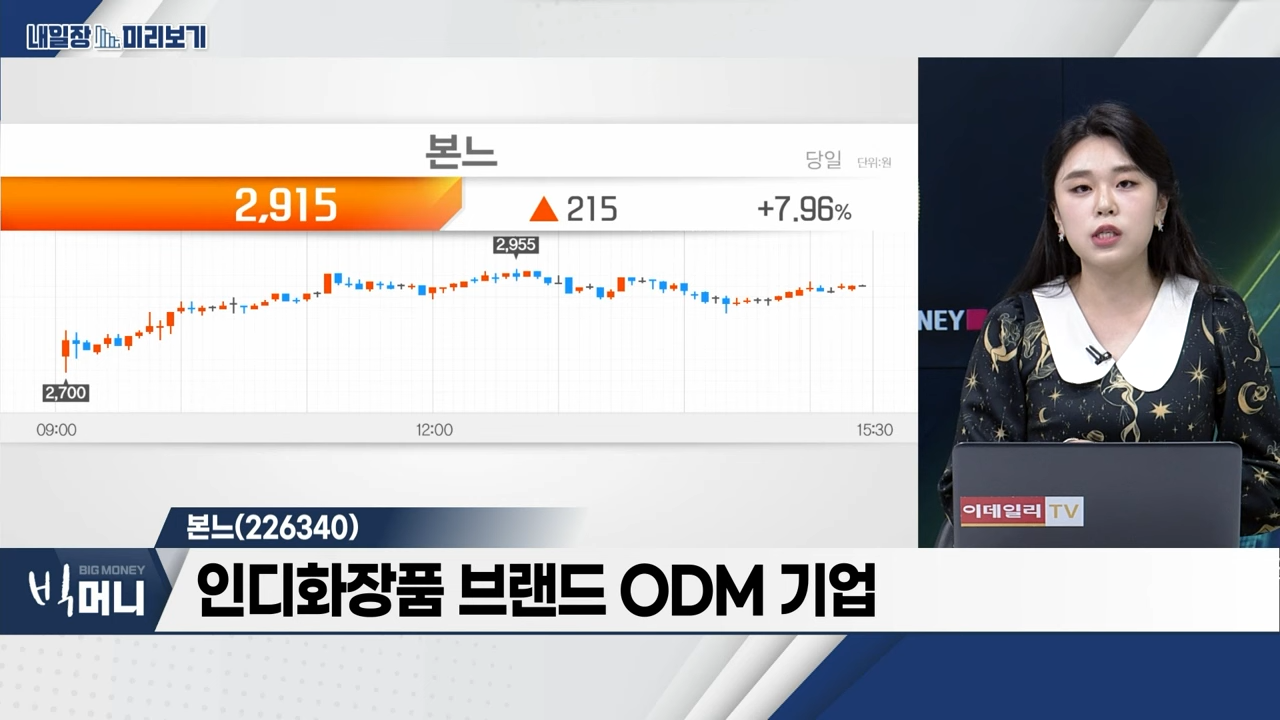 내일장 미리보기
본느
당일 단위:원
2,915 ▲ 215 +7.96%
2,955
2,700
09:00 12:00 15:30
NEY
이데일리 TV
본느(226340)
빅머니 BIG MONEY
인디화장품 브랜드 ODM 기업